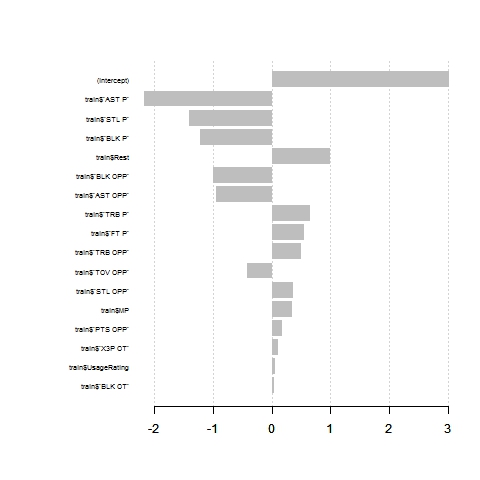 (Intercept)
train$`AST P`
train$`STL P`
train$`BLK P`
train$Rest
train$`BLK OPP`
train$`AST OPP`
train$`TRB P`
train$`FT P`
train$`TRB OPP`
train$`TOV OPP`
train$`STL OPP`
train$MP
train$`PTS OPP`
train$`X3P OT`
train$UsageRating
train$`BLK OT`
-2 -1 0 1 2 3